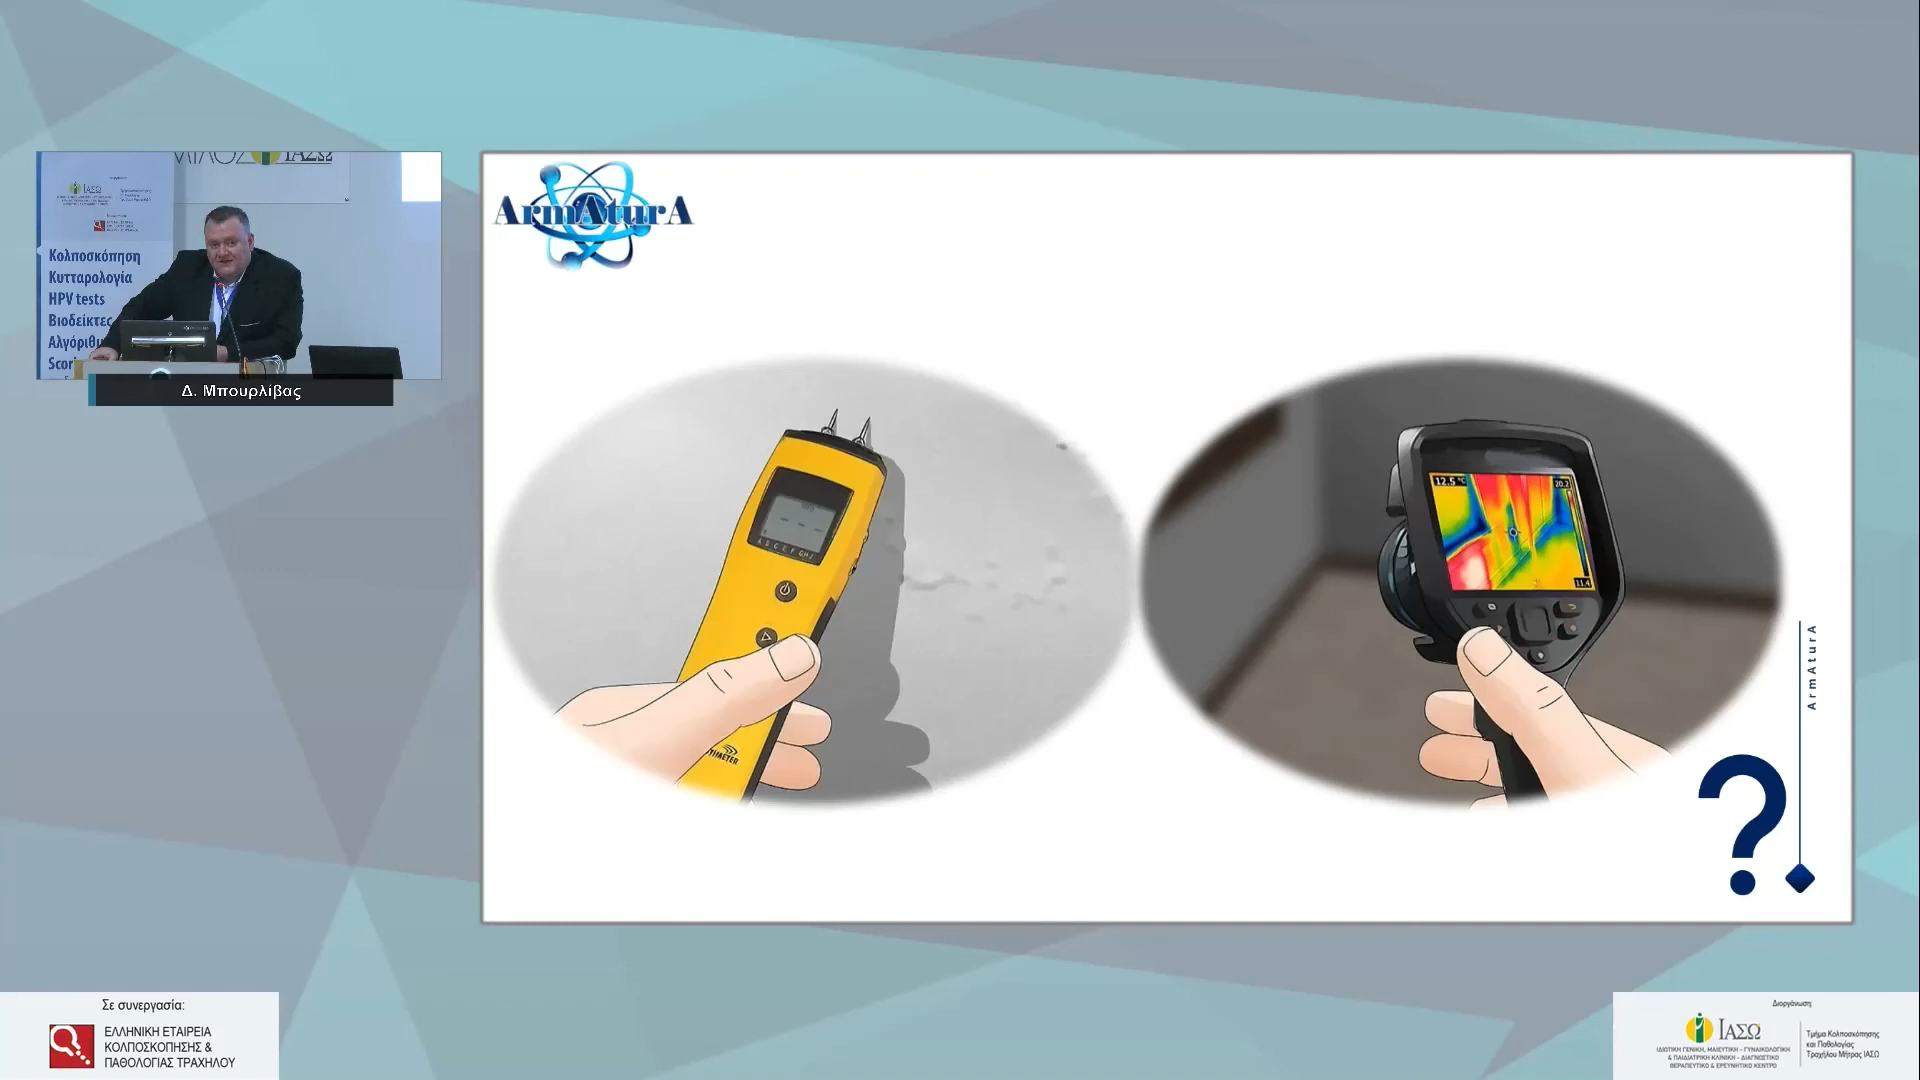 ΙΑΣΩ
ΙΑΣΩ
Κολποσκόπηση
Κυτταρολογία
HPV tests
Βιοδείκτες
Δ. Μπουρλίβας
ArmAturA
12.5 °C
20.2
11.4
ArmAturA
?
Σε συνεργασία:
ΕΛΛΗΝΙΚΗ ΕΤΑΙΡΕΙΑ
ΚΟΛΠΟΣΚΟΠΗΣΗΣ &
ΠΑΘΟΛΟΓΙΑΣ ΤΡΑΧΗΛΟΥ
Διοργάνωση:
ΙΑΣΩ
ΙΔΙΩΤΙΚΗ ΓΕΝΙΚΗ, ΜΑΙΕΥΤΙΚΗ - ΓΥΝΑΙΚΟΛΟΓΙΚΗ
& ΠΑΙΔΙΑΤΡΙΚΗ ΚΛΙΝΙΚΗ - ΔΙΑΓΝΩΣΤΙΚΟ
ΘΕΡΑΠΕΥΤΙΚΟ & ΕΡΕΥΝΗΤΙΚΟ ΚΕΝΤΡΟ
Τμήμα Κολποσκόπησης
και Παθολογίας
Τραχήλου Μήτρας ΙΑΣΩ